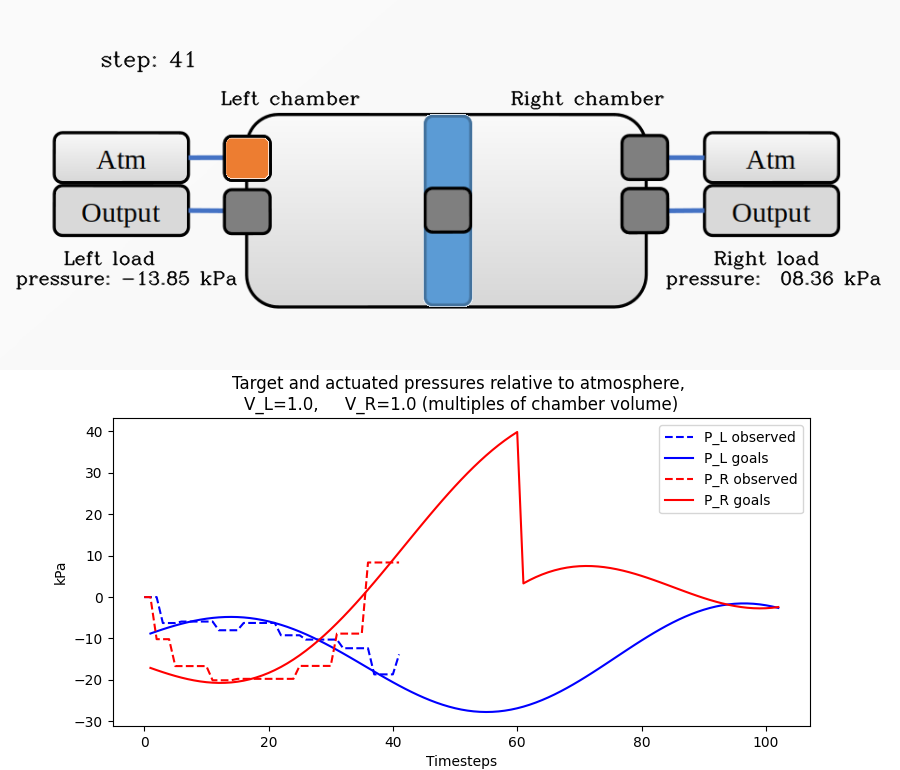 step: 41
Left chamber
Right chamber
Atm
Atm
Output
Output
Left load
pressure: −13.85 kPa
Right load
pressure: 08.36 kPa
Target and actuated pressures relative to atmosphere,
V_L=1.0, V_R=1.0 (multiples of chamber volume)
P_L observed
P_L goals
P_R observed
P_R goals
40
30
20
10
0
−10
−20
−30
kPa
0 20 40 60 80 100
Timesteps